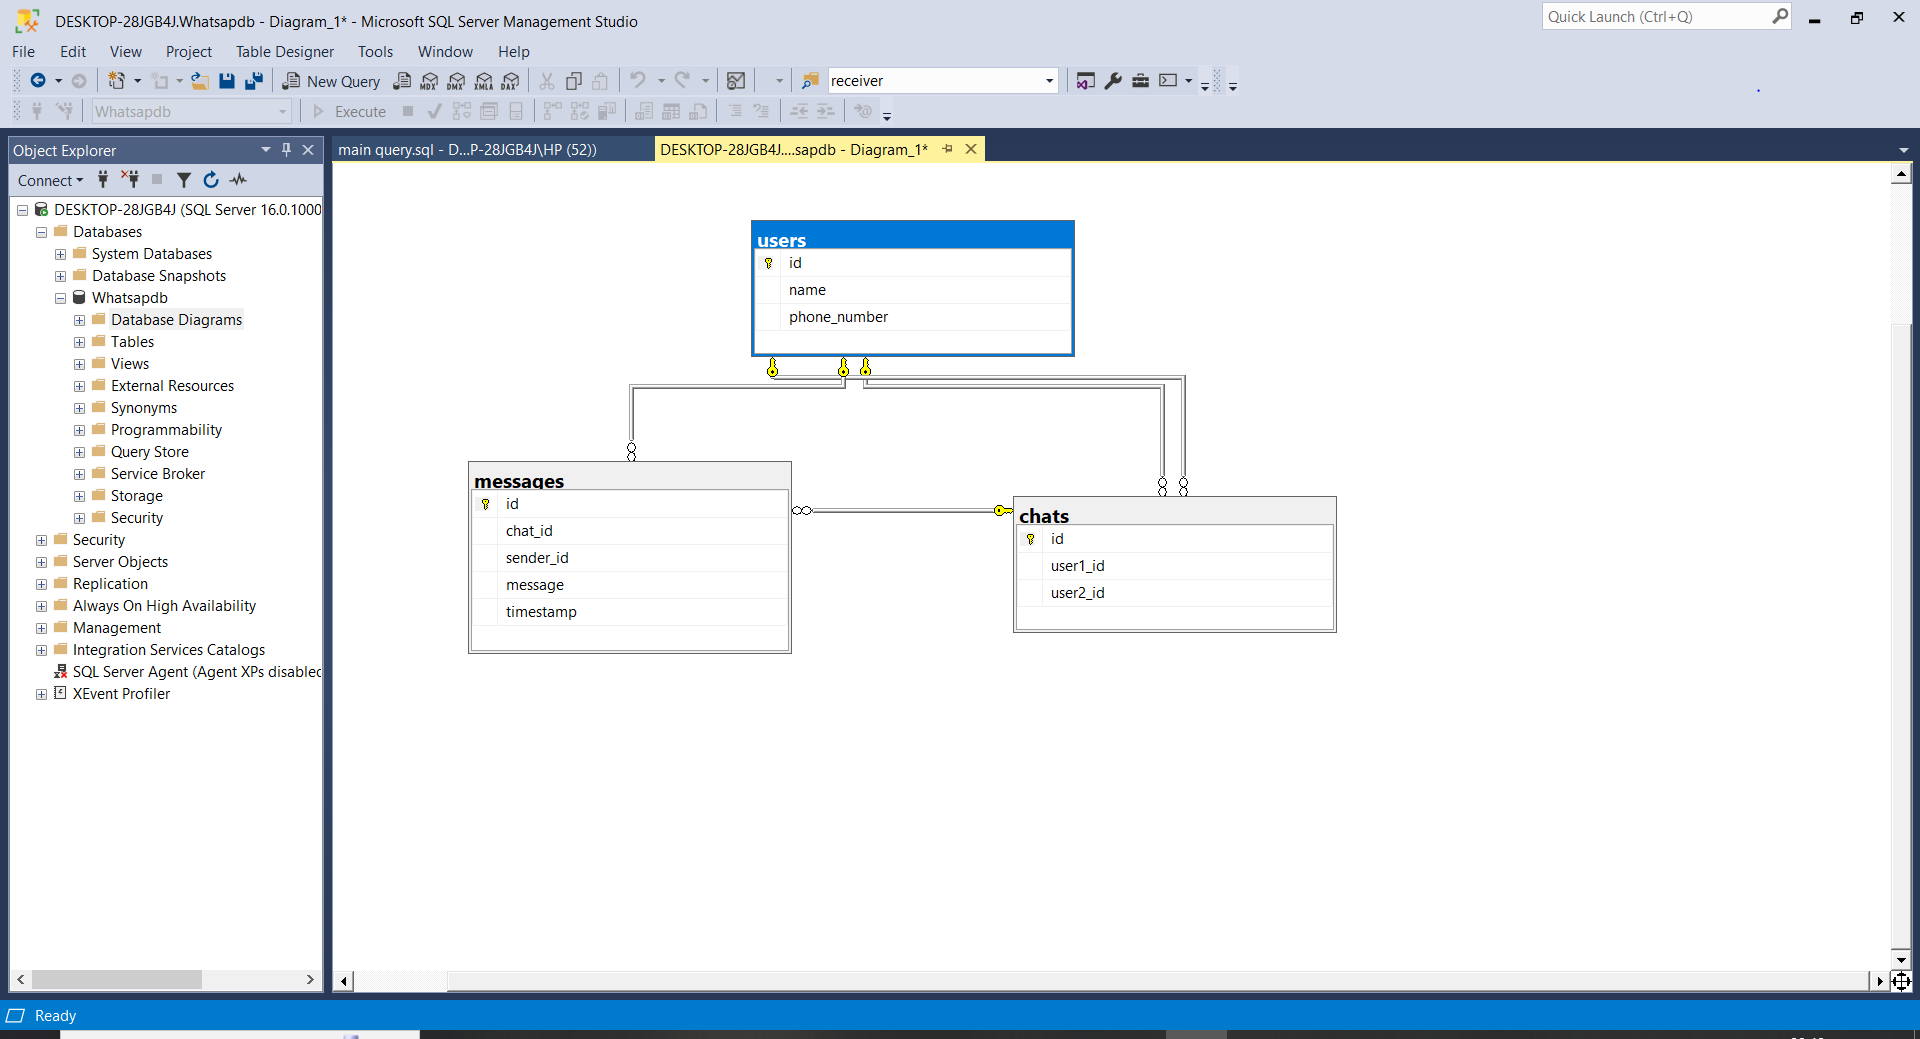 DESKTOP-28JGB4J.Whatsapdb - Diagram_1* - Microsoft SQL Server Management Studio
Quick Launch (Ctrl+Q)
File Edit View Project Table Designer Tools Window Help
New Query MDX DMX XMLA DAX receiver
Whatsapdb Execute
Object Explorer
main query.sql - D...P-28JGB4J\HP (52))
DESKTOP-28JGB4J....sapdb - Diagram_1*
Connect
DESKTOP-28JGB4J (SQL Server 16.0.1000
Databases
System Databases
Database Snapshots
Whatsapdb
Database Diagrams
Tables
Views
External Resources
Synonyms
Programmability
Query Store
Service Broker
Storage
Security
Security
Server Objects
Replication
Always On High Availability
Management
Integration Services Catalogs
SQL Server Agent (Agent XPs disabled
XEvent Profiler
users
id
name
phone_number
messages
id
chat_id
sender_id
message
timestamp
chats
id
user1_id
user2_id
Ready